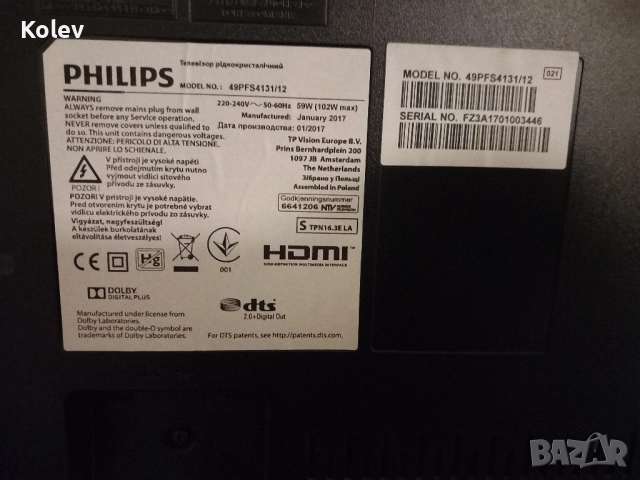 Kolev
PHILIPS
Телевізор рідкокристалічний
MODEL NO.: 49PFS4131/12
WARNING
ALWAYS remove mains plug from wall
socket before any Service operation.
NEVER remove covers unless qualified to
do so. This unit contains dangerous voltages.
ATTENZIONE: PERICOLO DI ALTA TENSIONE,
NON APRIRE LO SCHIENALE.
220-240V~ 50-60Hz 59W (102W max)
Manufactured: January 2017
Дата производства: 01/2017
TP Vision Europe B.V.
Prins Bernhardplein 200
1097 JB Amsterdam
The Netherlands
Зібрано у Польщі
Assembled in Poland
V přístroji je vysoké napětí
Před odejmutím krytu nutno
vyjmout vidlici síťového
přívodu ze zásuvky.
POZOR!
POZOR! V prístroji je vysoké napätie.
Pred otvorením krytu je potrebný vybrať
vidlicu elektrického prívodu zo zásuvky.
Vigyázat, nagyfeszültség!
A készülék burkolatának
eltávolítása életveszélyes!
Godkjenningsnummer
6641206 NTV
S TPN16.3E LA
CE
Hg
001
HDMI
HIGH-DEFINITION MULTIMEDIA INTERFACE
DOLBY
DIGITAL PLUS
dts
2.0+Digital Out
Manufactured under license from
Dolby Laboratories.
Dolby and the double-D symbol are
trademarks of Dolby Laboratories.
For DTS patents, see http://patents.dts.com.
MODEL NO. 49PFS4131/12
021
SERIAL NO. FZ3A1701003446
BAZAR